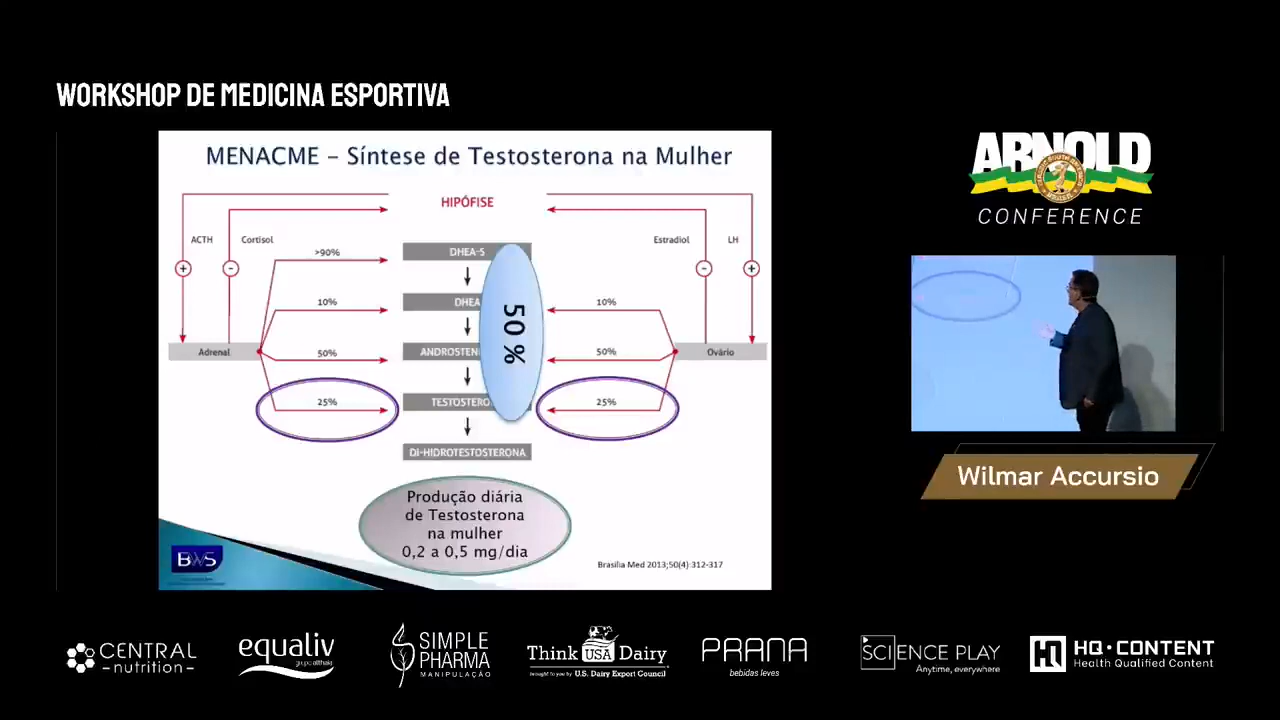 WORKSHOP DE MEDICINA ESPORTIVA
ARNOLD
CONFERENCE
MENACME – Síntese de Testosterona na Mulher
HIPÓFISE
ACTH
Cortisol
Estradiol
LH
+
-
-
+
>90%
DHEA-S
10%
DHEA
10%
50%
Adrenal
50%
ANDROSTEN
50%
Ovário
25%
TESTOSTERO
25%
DI-HIDROTESTOSTERONA
Produção diária
de Testosterona
na mulher
0,2 a 0,5 mg/dia
BWS
Brasilia Med 2013;50(4):312-317
Wilmar Accursio
CENTRAL
-nutrition-
equaliv
grupo althaia
SIMPLE
PHARMA
MANIPULAÇÃO
Think USA Dairy
brought to you by U.S. Dairy Export Council
PRANA
bebidas leves
SCIENCE PLAY
Anytime, everywhere
HQ·CONTENT
Health Qualified Content